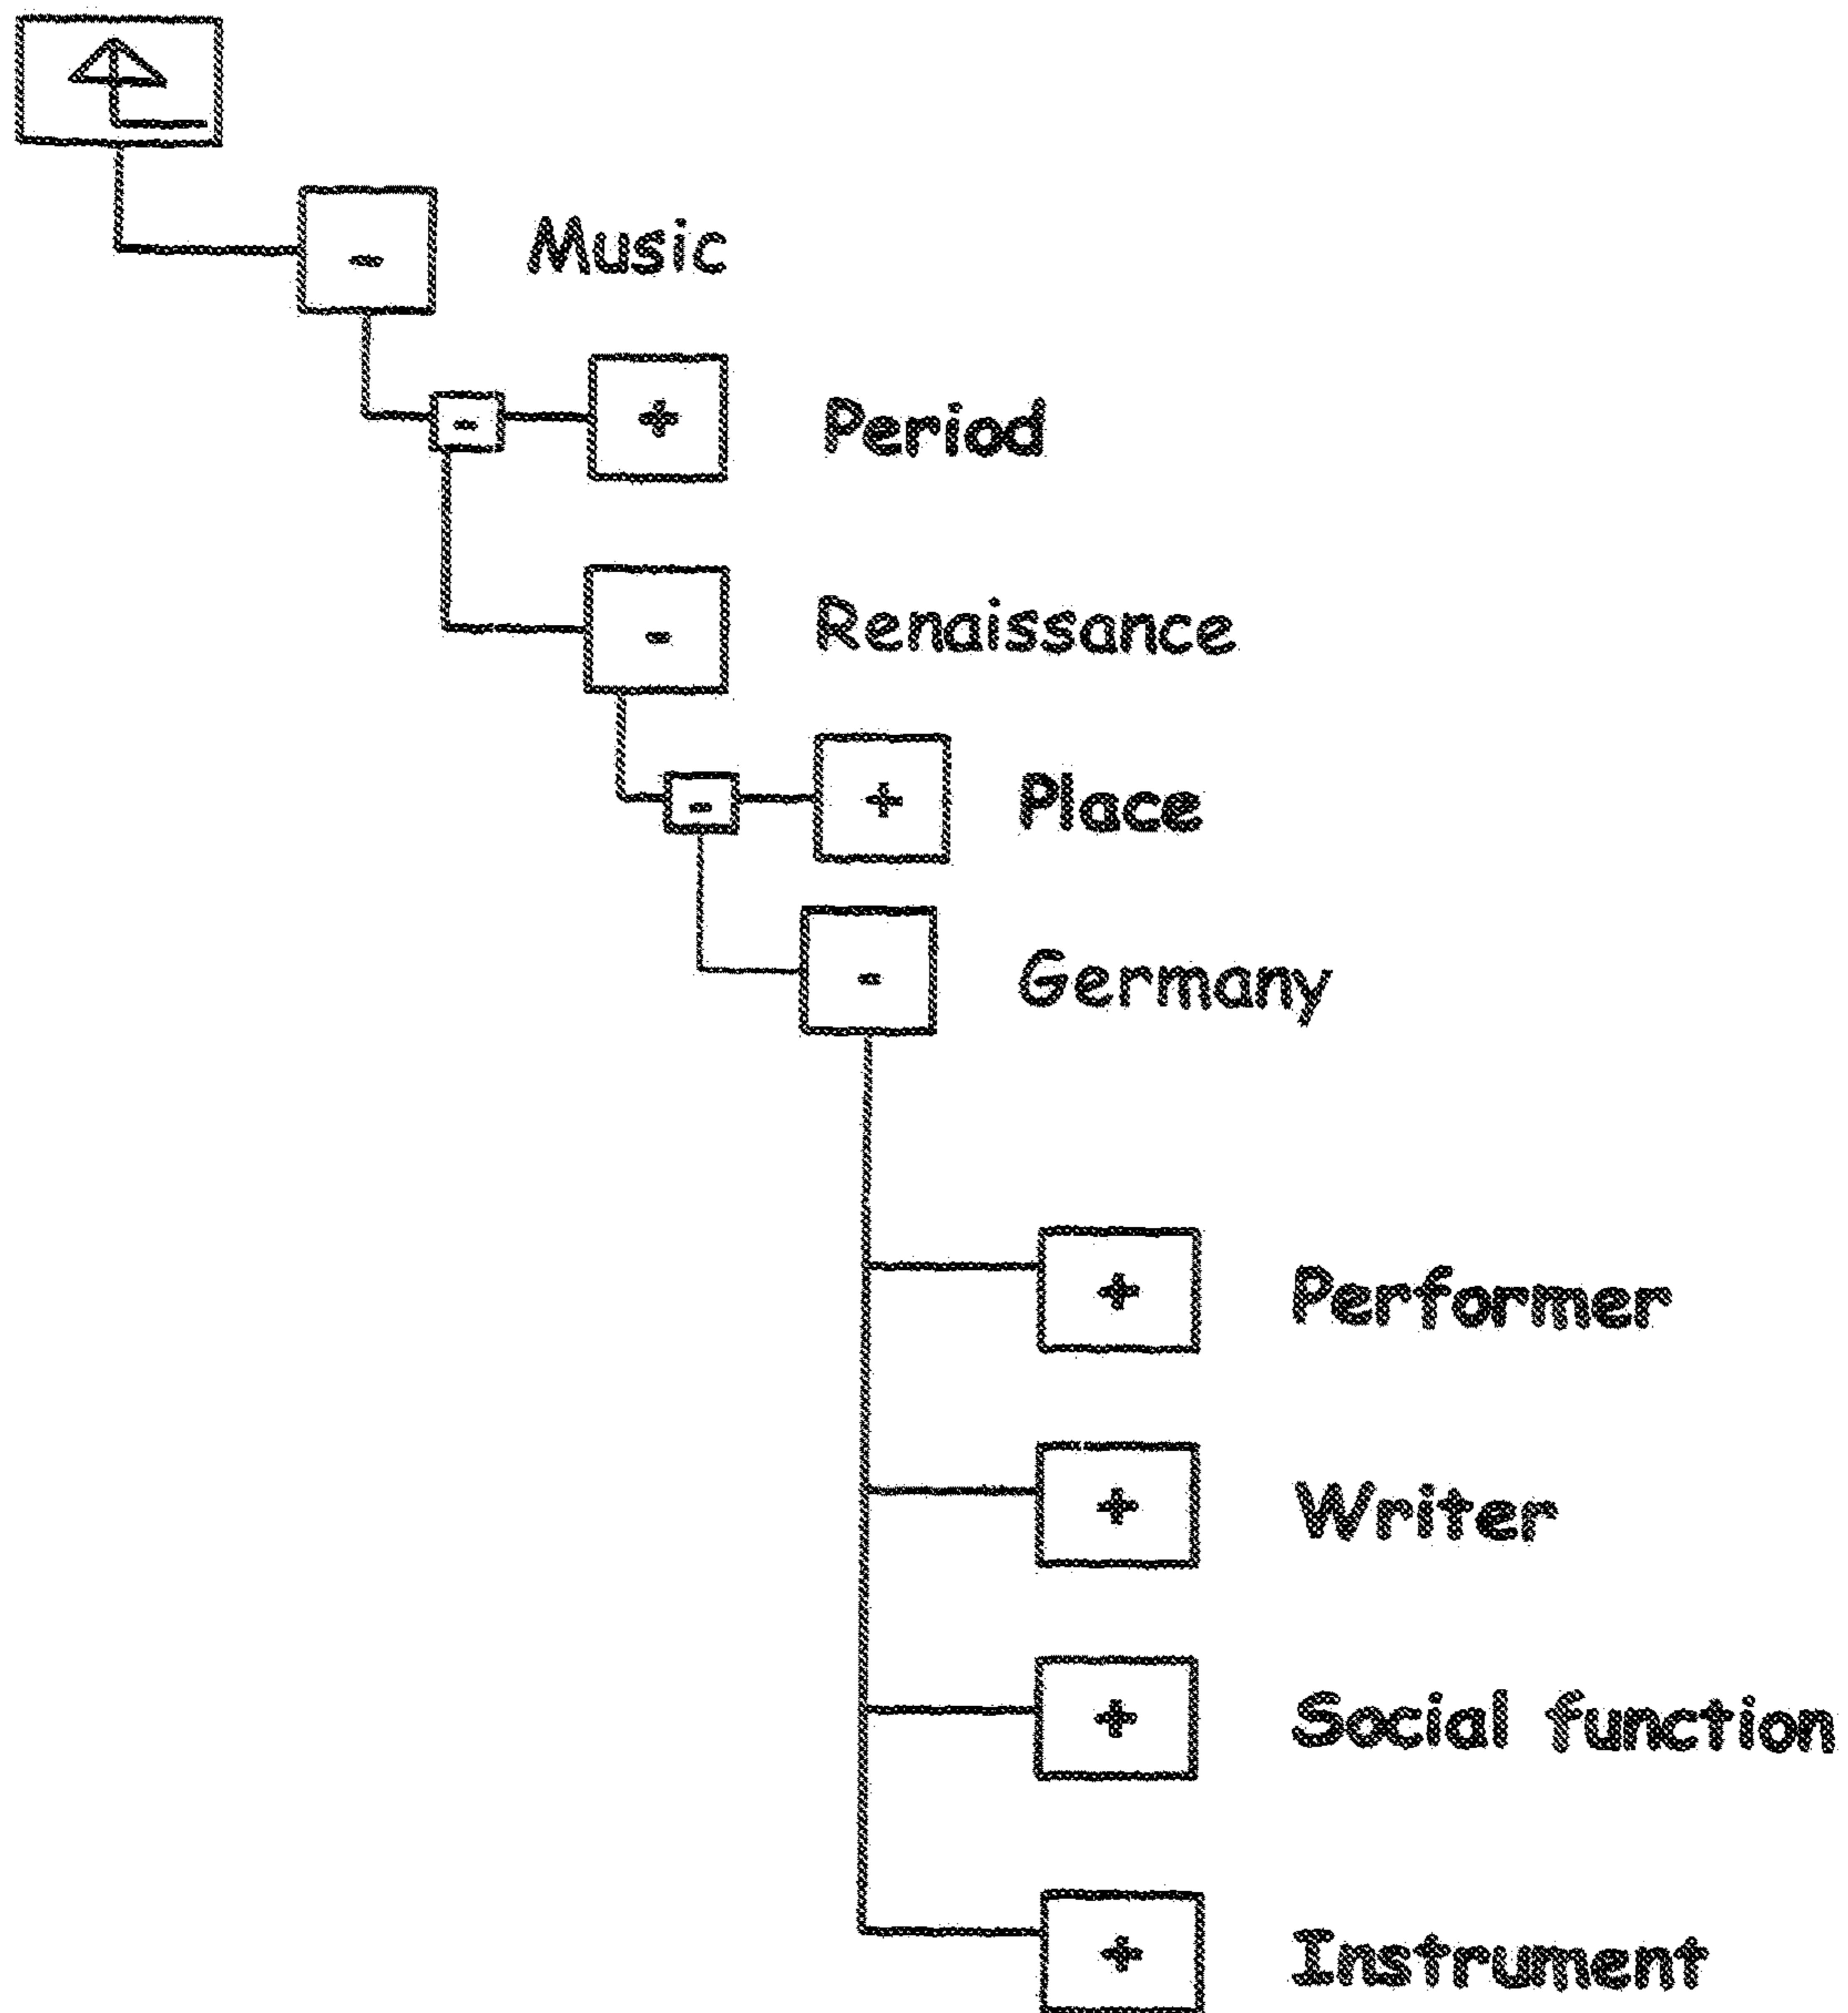 Music
Period
Renaissance
Place
Germany
Performer
Writer
Social function
Instrument